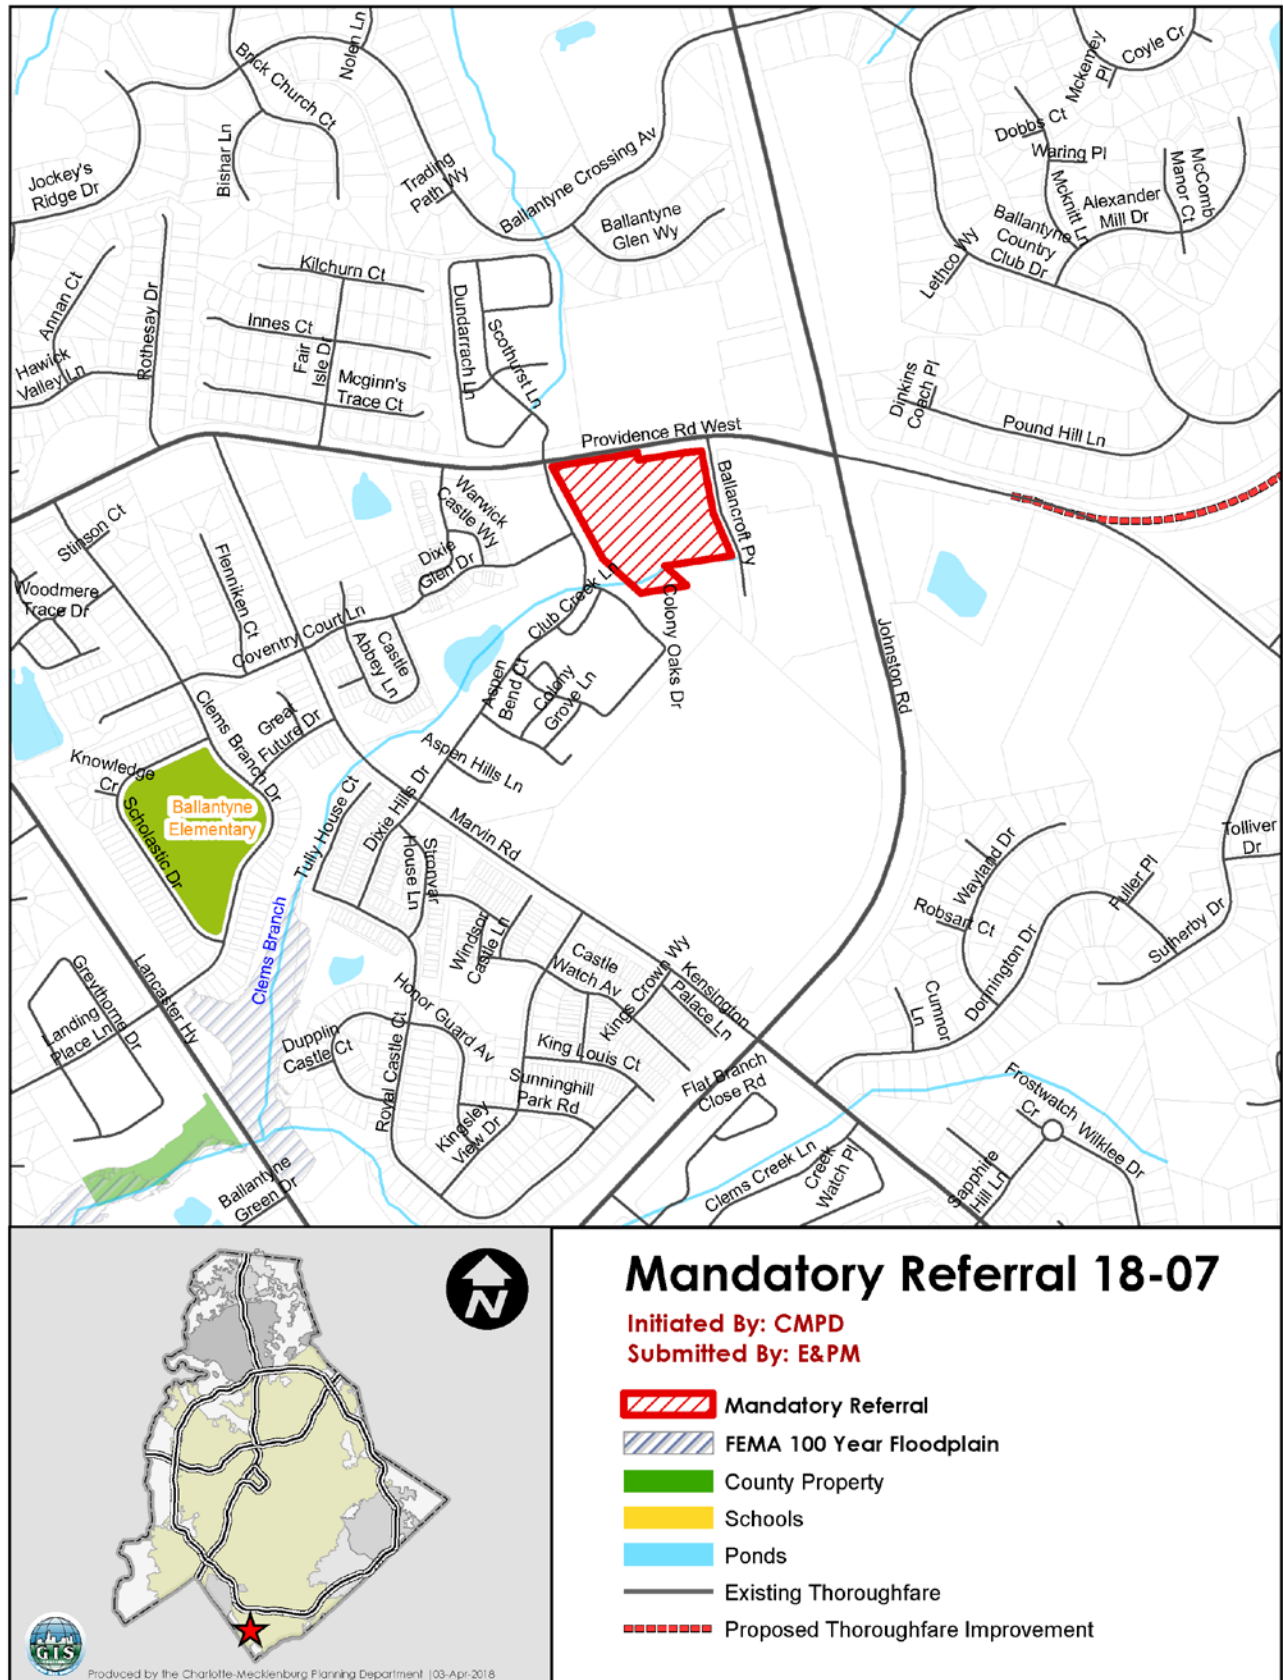 Nolen Ln
Brick Church Ct
Coyle Cr
Mckemey
Pl
Dobbs Ct
Waring Pl
Bishar Ln
Jockey's
Ridge Dr
Trading
Path Wy
Ballantyne Crossing Av
Ballantyne
Glen Wy
Mcknitt Ln
Alexander
Mill Dr
McComb
Manor Ct
Ballantyne
Country
Club Dr
Lethco Wy
Annan Ct
Rothesay Dr
Kilchurn Ct
Innes Ct
Fair
Isle Dr
Mcginn's
Trace Ct
Hawick
Valley Ln
Dundarrach Ln
Scothurst Ln
Dinkins
Coach Pl
Pound Hill Ln
Providence Rd West
Ballancroft Py
Warwick
Castle Wy
Dixie
Glen Dr
Stinson Ct
Flenniken Ct
Woodmere
Trace Dr
Coventry Court Ln
Castle
Abbey Ln
Club Creek Ln
Colony Oaks Dr
Johnston Rd
Aspen
Bend Ct
Colony
Grove Ln
Clems Branch Dr
Great
Future Dr
Aspen Hills Ln
Knowledge
Cr
Scholastic Dr
Ballantyne
Elementary
Tully House Ct
Dixie Hills Dr
Marvin Rd
Stronvar
House Ln
Tolliver
Dr
Wayland Dr
Fuller Pl
Robsart Ct
Sutherby Dr
Donnington Dr
Clems Branch
Windsor
Castle Ln
Castle
Watch Av
Kings Crown Wy
Kensington
Palace Ln
Cumnor
Ln
Lancaster Hy
Greythorne Dr
Landing
Place Ln
Honor Guard Av
Dupplin
Castle Ct
Royal Castle Ct
King Louis Ct
Sunninghill
Park Rd
Kingsley
View Dr
Flat Branch
Close Rd
Frostwatch
Cr
Wilklee Dr
Clems Creek Ln
Creek
Watch Pl
Sapphire
Hill Ln
Ballantyne
Green Dr
N
GIS
Produced by the Charlotte-Mecklenburg Planning Department |03-Apr-2018
Mandatory Referral 18-07
Initiated By: CMPD
Submitted By: E&PM
Mandatory Referral
FEMA 100 Year Floodplain
County Property
Schools
Ponds
Existing Thoroughfare
Proposed Thoroughfare Improvement